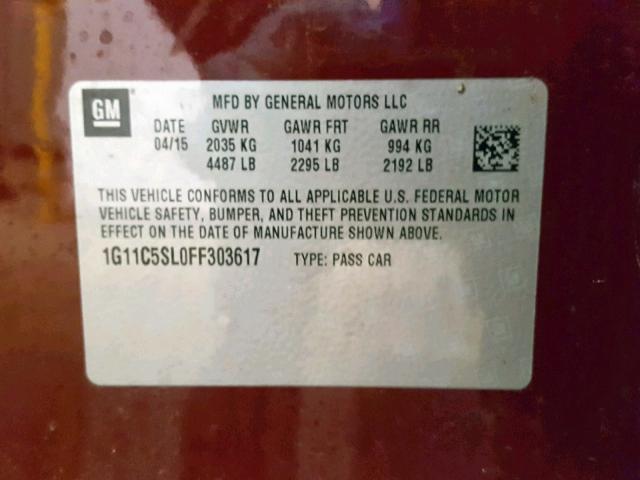 GM
MFD BY GENERAL MOTORS LLC
DATE GVWR GAWR FRT GAWR RR
04/15 2035 KG 1041 KG 994 KG
4487 LB 2295 LB 2192 LB
THIS VEHICLE CONFORMS TO ALL APPLICABLE U.S. FEDERAL MOTOR
VEHICLE SAFETY, BUMPER, AND THEFT PREVENTION STANDARDS IN
EFFECT ON THE DATE OF MANUFACTURE SHOWN ABOVE.
1G11C5SL0FF303617 TYPE: PASS CAR